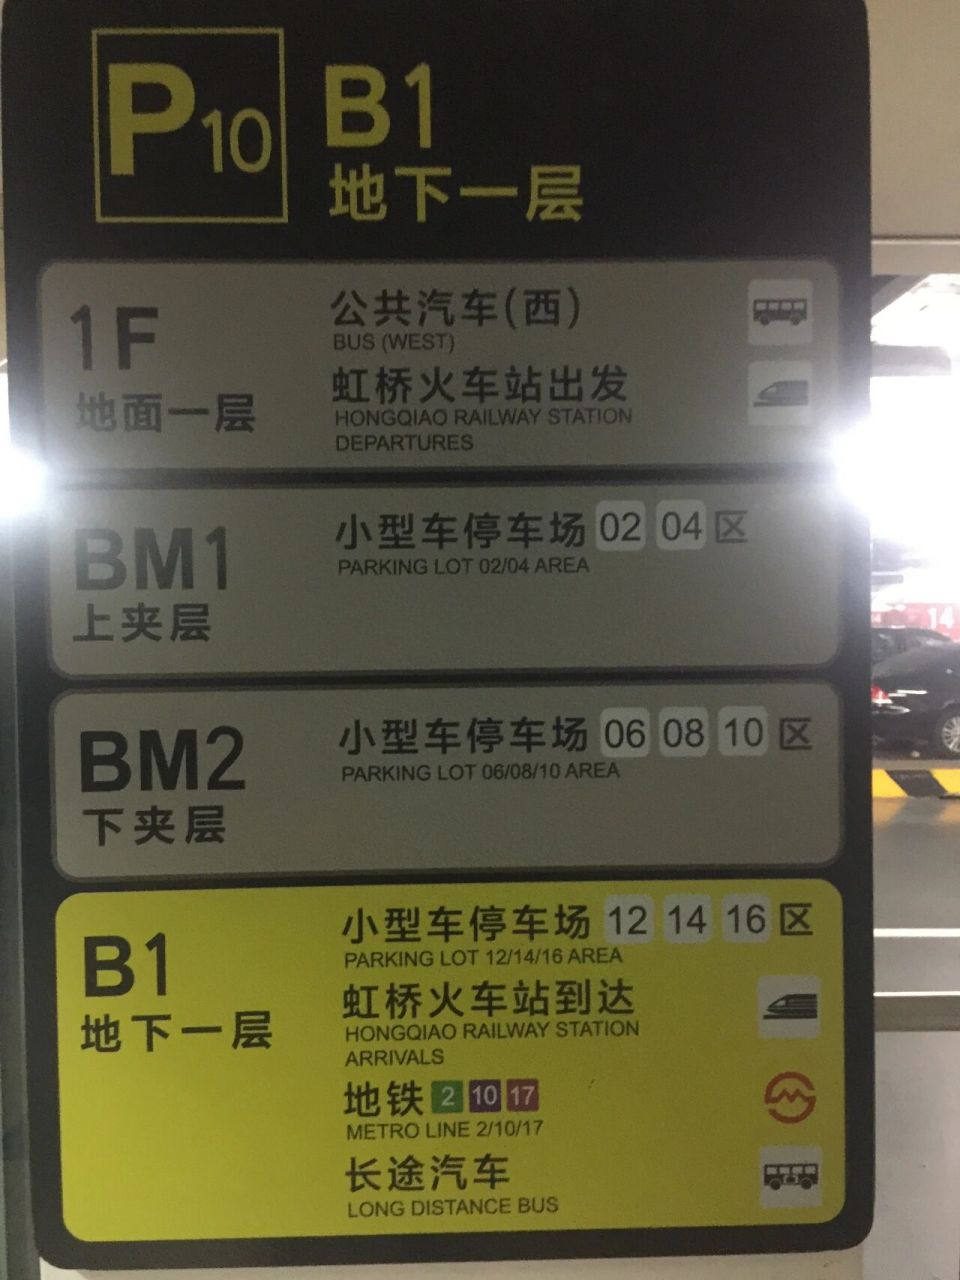 P10 B1
地下一层
1F
地面一层
公共汽车(西)
BUS (WEST)
虹桥火车站出发
HONGQIAO RAILWAY STATION
DEPARTURES
BM1
上夹层
小型车停车场 02 04 区
PARKING LOT 02/04 AREA
BM2
下夹层
小型车停车场 06 08 10 区
PARKING LOT 06/08/10 AREA
B1
地下一层
小型车停车场 12 14 16 区
PARKING LOT 12/14/16 AREA
虹桥火车站到达
HONGQIAO RAILWAY STATION
ARRIVALS
地铁 2 10 17
METRO LINE 2/10/17
长途汽车
LONG DISTANCE BUS
14